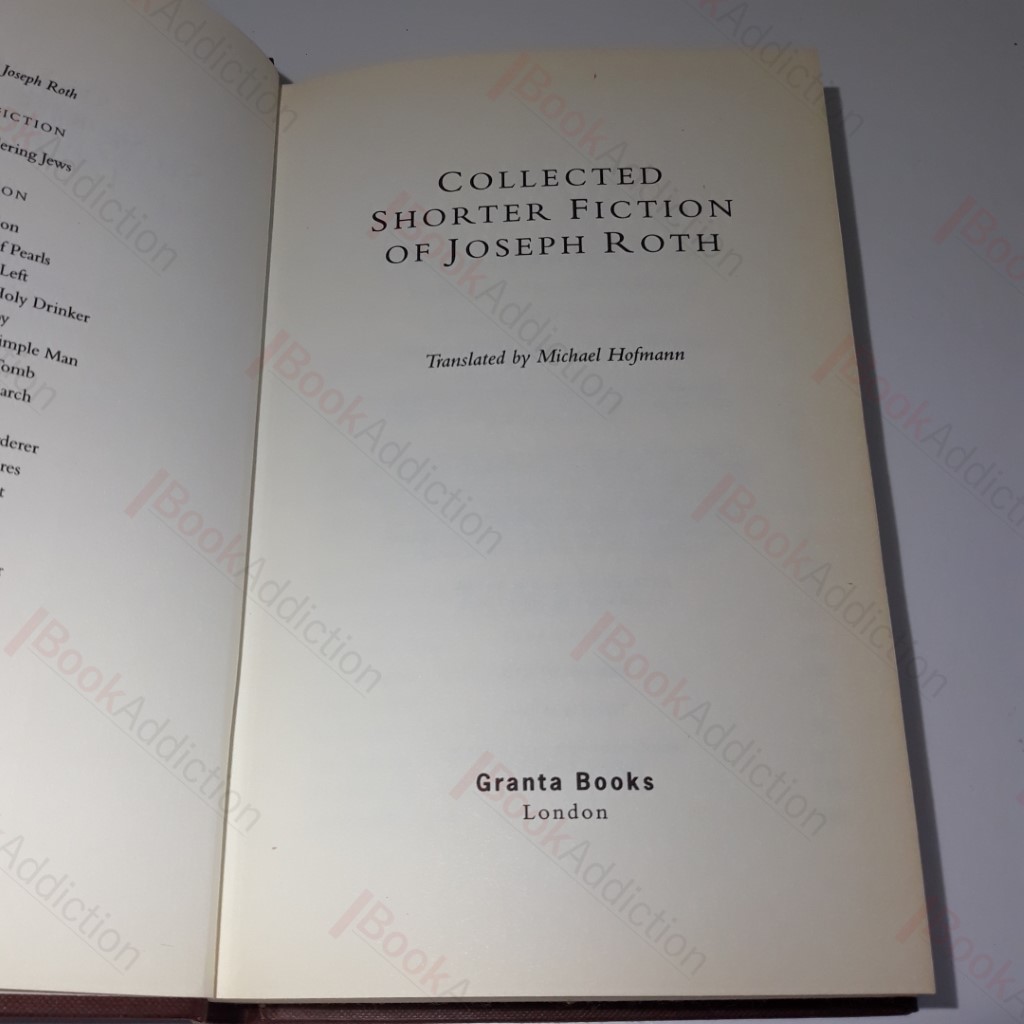 Joseph Roth
ICTION
ering Jews
ON
on
f Pearls
Left
Holy Drinker
y
imple Man
Tomb
arch
derer
res
t
r
COLLECTED
SHORTER FICTION
OF JOSEPH ROTH
Translated by Michael Hofmann
Granta Books
London
BookAddiction